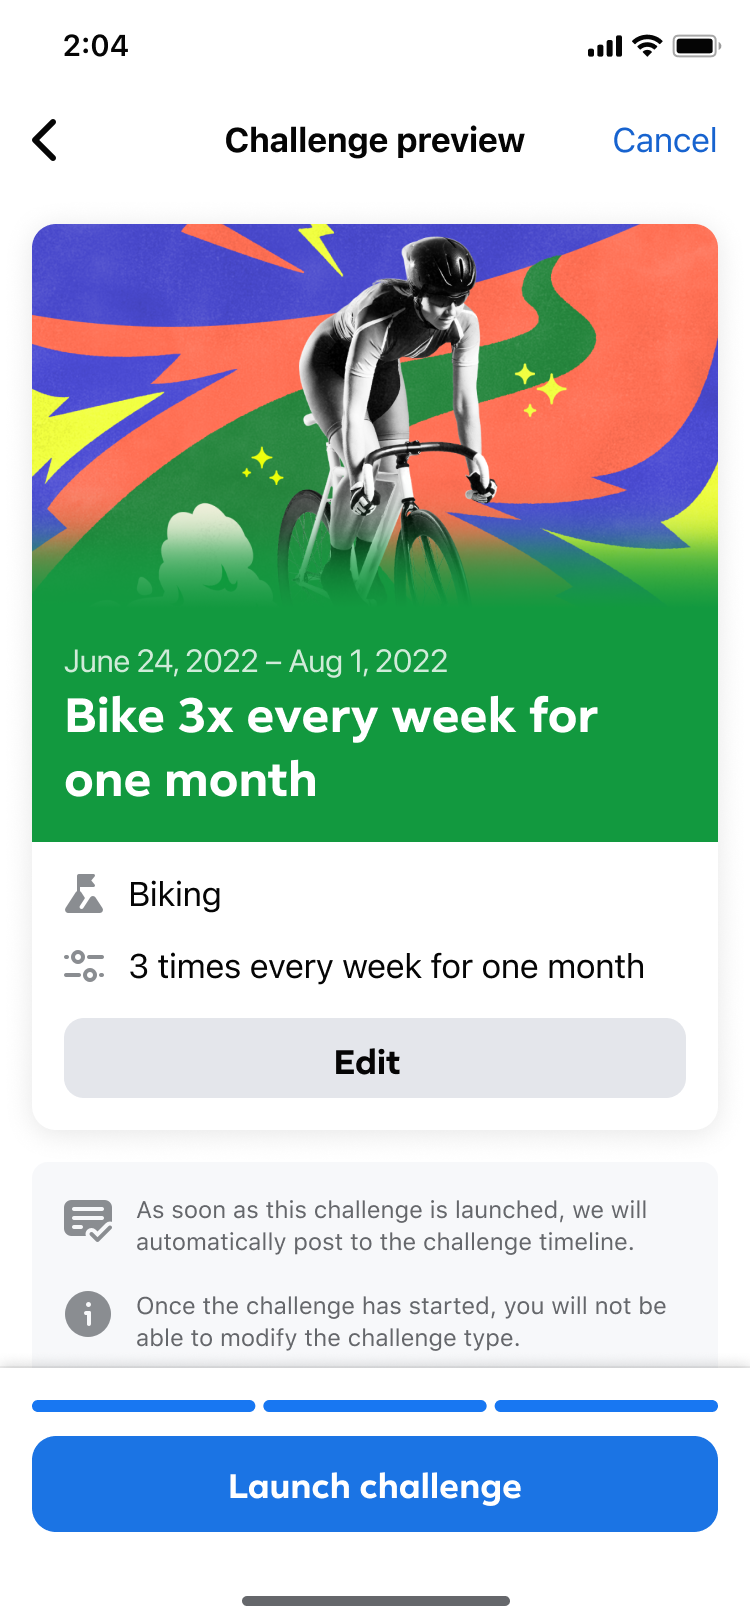 2:04
Challenge preview
Cancel
June 24, 2022 – Aug 1, 2022
Bike 3x every week for
one month
Biking
3 times every week for one month
Edit
As soon as this challenge is launched, we will
automatically post to the challenge timeline.
Once the challenge has started, you will not be
able to modify the challenge type.
Launch challenge